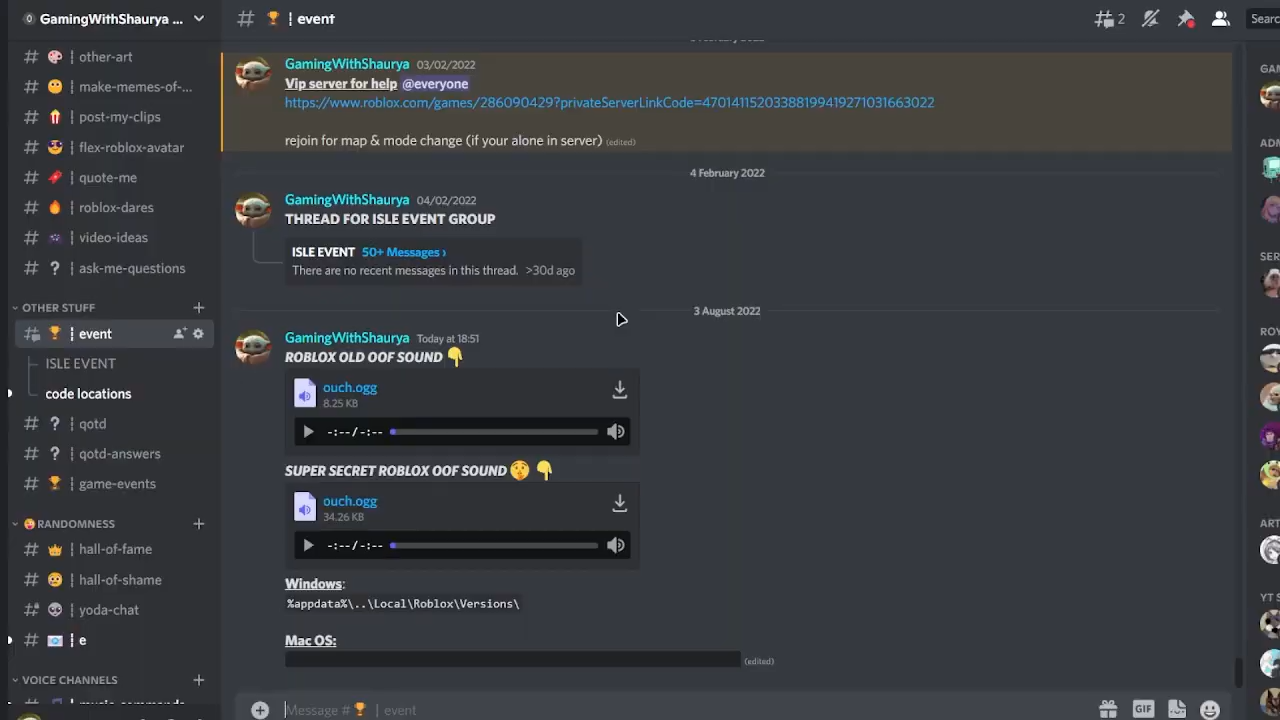 GamingWithShaurya ...
# | other-art
# | make-memes-of-...
# | post-my-clips
# | flex-roblox-avatar
# | quote-me
# | roblox-dares
# | video-ideas
# ? | ask-me-questions
OTHER STUFF +
| event
ISLE EVENT
code locations
# ? | qotd
# ? | qotd-answers
# | game-events
RANDOMNESS +
# | hall-of-fame
# | hall-of-shame
# | yoda-chat
# | e
VOICE CHANNELS +
# | event
2
Searc
GamingWithShaurya 03/02/2022
Vip server for help @everyone
https://www.roblox.com/games/286090429?privateServerLinkCode=47014115203388199419271031663022
rejoin for map & mode change (if your alone in server) (edited)
4 February 2022
GamingWithShaurya 04/02/2022
THREAD FOR ISLE EVENT GROUP
ISLE EVENT 50+ Messages ›
There are no recent messages in this thread. >30d ago
3 August 2022
GamingWithShaurya Today at 18:51
ROBLOX OLD OOF SOUND 👇
ouch.ogg
8.25 KB
-:--/-:--
SUPER SECRET ROBLOX OOF SOUND 🤫 👇
ouch.ogg
34.26 KB
-:--/-:--
Windows:
%appdata%\..\Local\Roblox\Versions\
Mac OS:
(edited)
Message # 🏆 | event
GIF
GAM
ADM
SER
ROY
ART
YT S